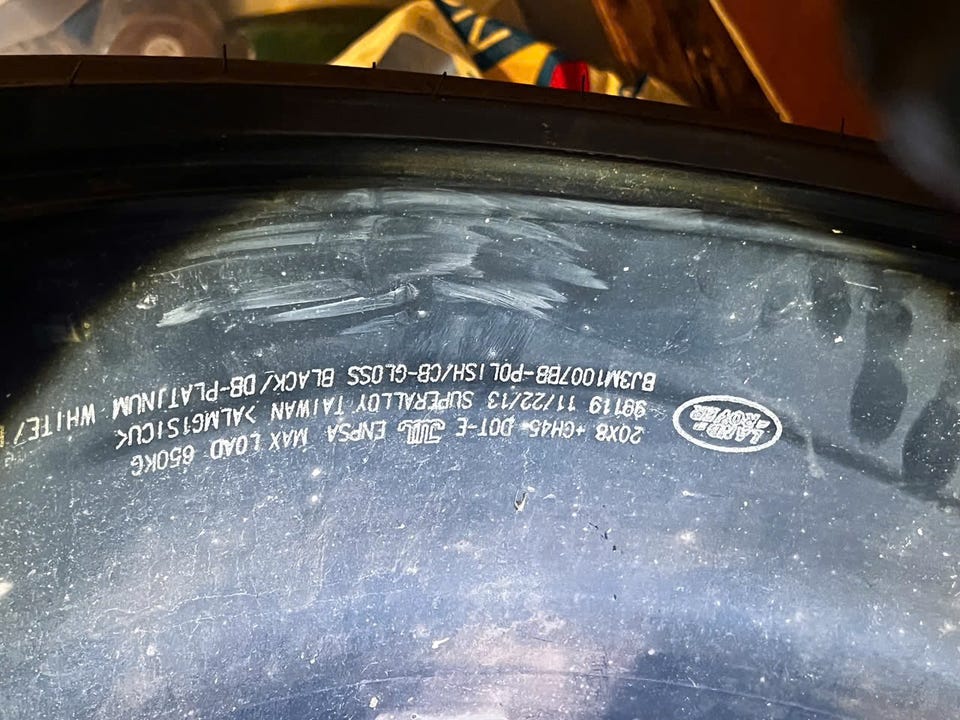 LAND
ROVER
20X8 +CH45 DOT-E JWL ENPSA MAX LOAD 650KG
99119 11/22/13 SUPERALLOY TAIWAN >ALMG1SICU<
BJ3M1007BB-POLISH/CB-GLOSS BLACK/DB-PLATINUM WHITE/